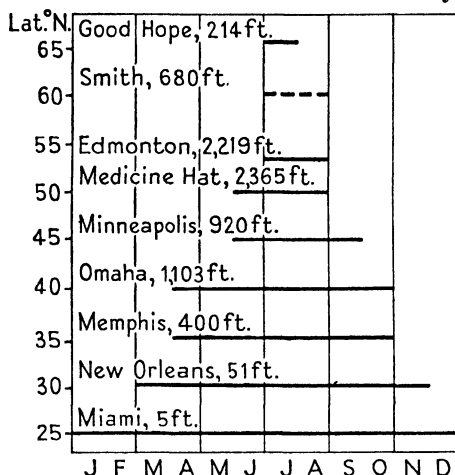 Lat.°N.
Good Hope, 214 ft.
65
Smith, 680 ft.
60
Edmonton, 2,219 ft.
55
Medicine Hat, 2,365 ft.
50
Minneapolis, 920 ft.
45
Omaha, 1,103 ft.
40
Memphis, 400 ft.
35
New Orleans, 51 ft.
30
Miami, 5 ft.
25
J F M A M J J A S O N D